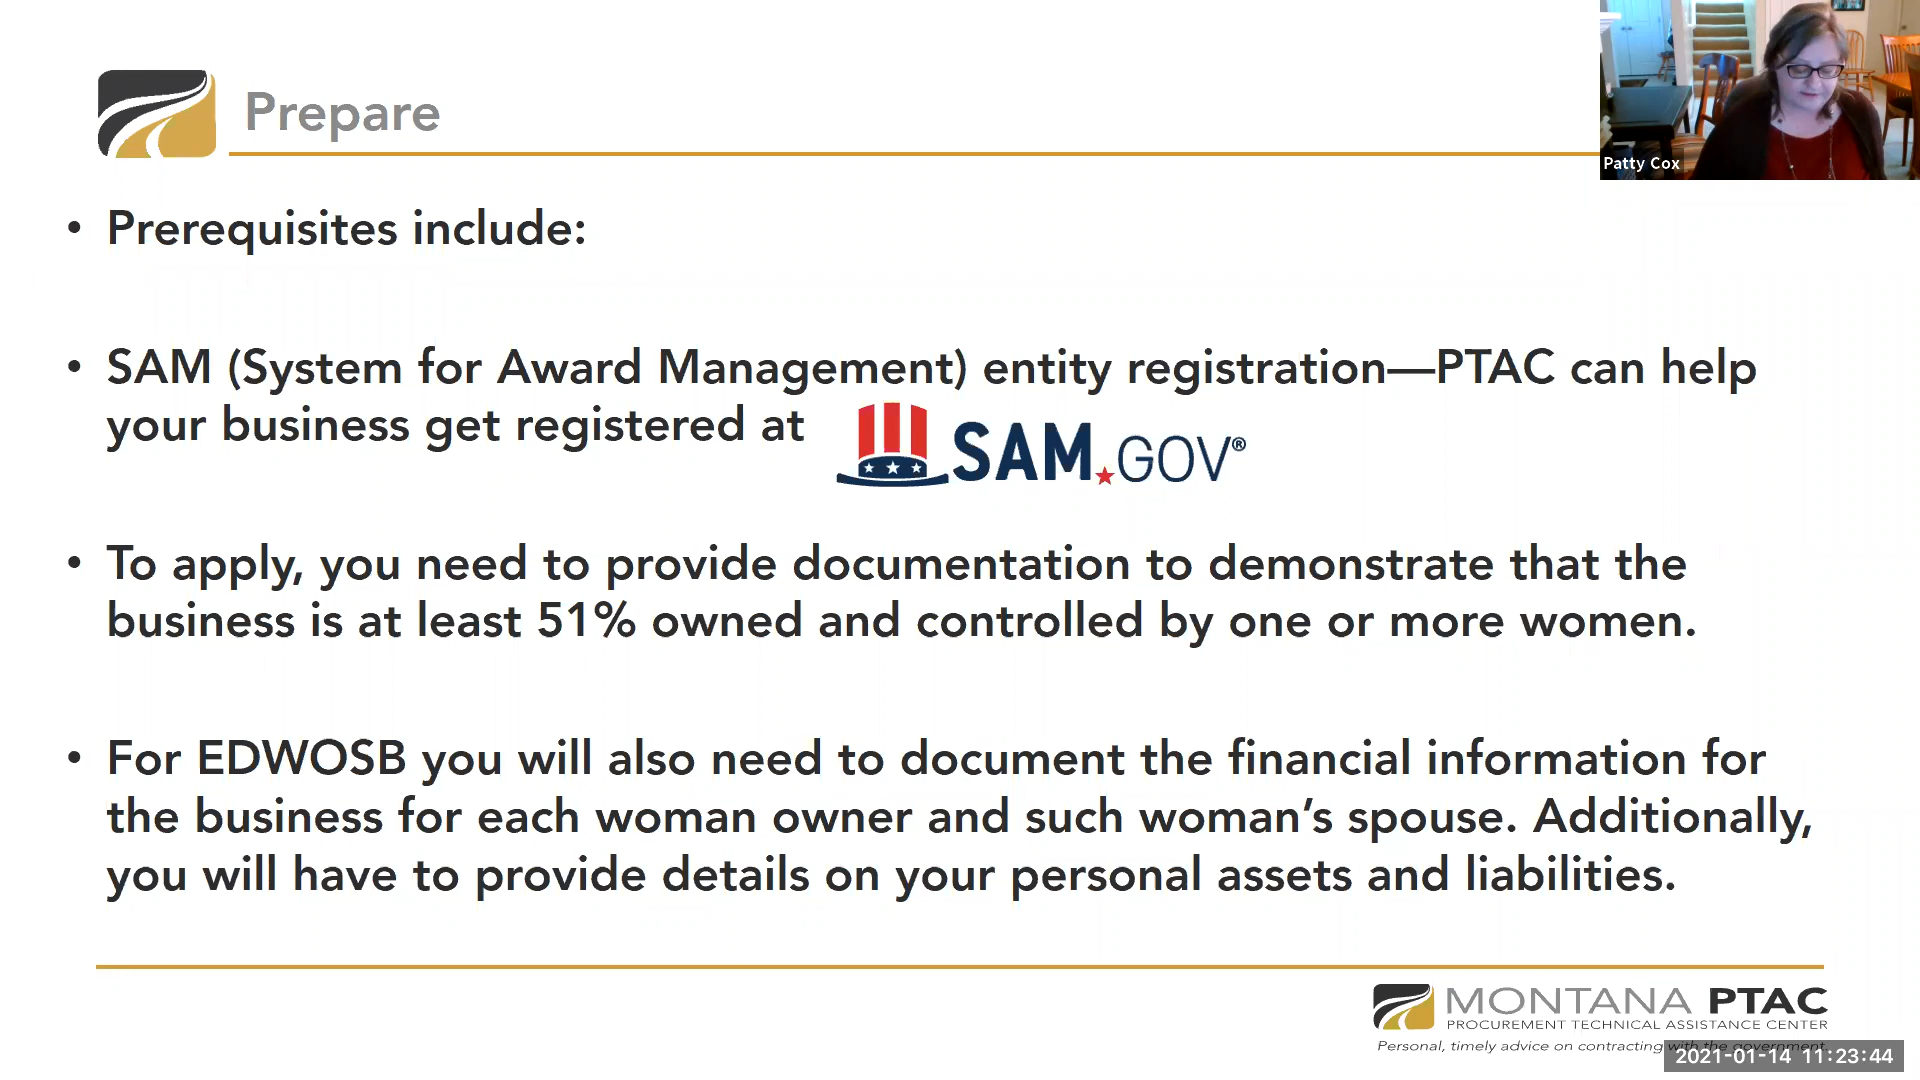 Prepare
Patty Cox
• Prerequisites include:
• SAM (System for Award Management) entity registration—PTAC can help
your business get registered at SAM.GOV®
• To apply, you need to provide documentation to demonstrate that the
business is at least 51% owned and controlled by one or more women.
• For EDWOSB you will also need to document the financial information for
the business for each woman owner and such woman’s spouse. Additionally,
you will have to provide details on your personal assets and liabilities.
MONTANA PTAC
PROCUREMENT TECHNICAL ASSISTANCE CENTER
Personal, timely advice on contracting with the government.
2021-01-14 11:23:44